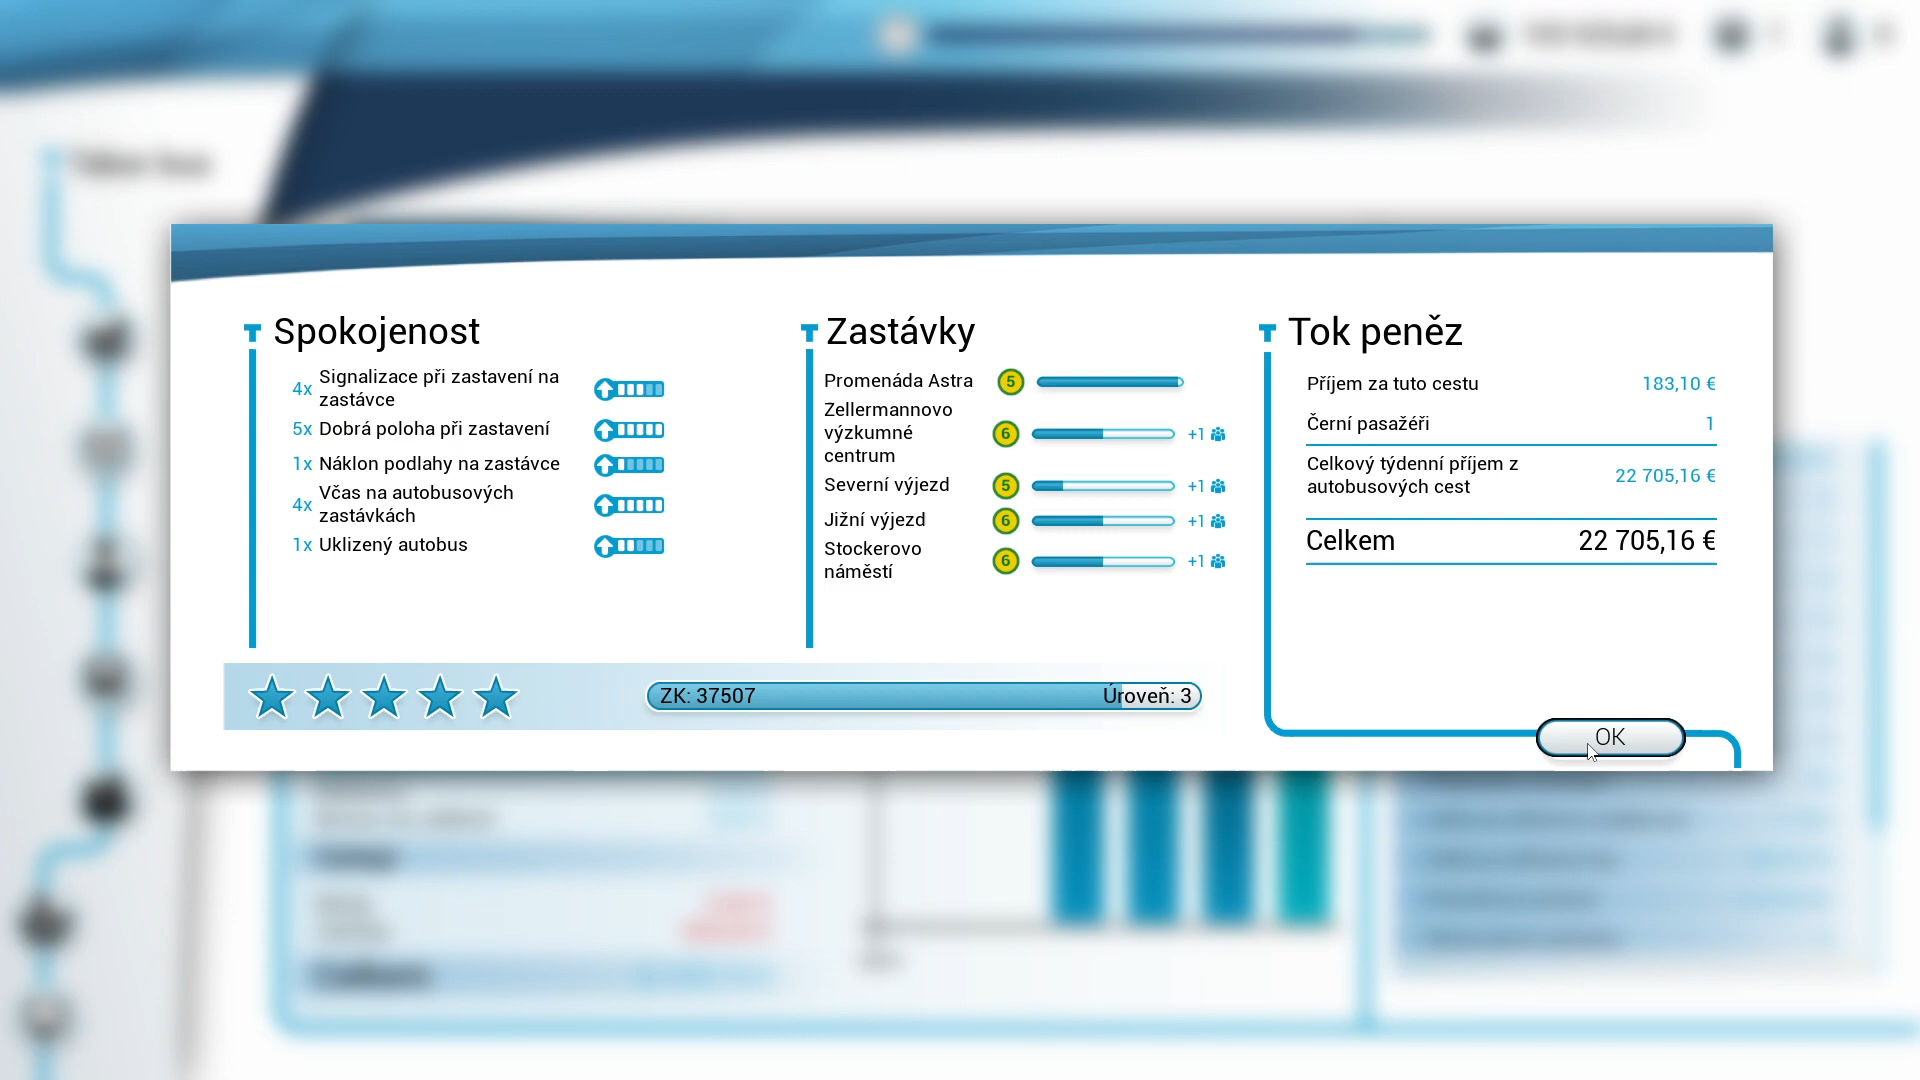 Spokojenost
4x Signalizace při zastavení na
zastávce
5x Dobrá poloha při zastavení
1x Náklon podlahy na zastávce
4x Včas na autobusových
zastávkách
1x Uklizený autobus
Zastávky
Promenáda Astra 5
Zellermannovo
výzkumné
centrum
6 +1
Severní výjezd 5 +1
Jižní výjezd 6 +1
Stockerovo
náměstí
6 +1
Tok peněz
Příjem za tuto cestu 183,10 €
Černí pasažéři 1
Celkový týdenní příjem z
autobusových cest
22 705,16 €
Celkem 22 705,16 €
ZK: 37507 Úroveň: 3
OK